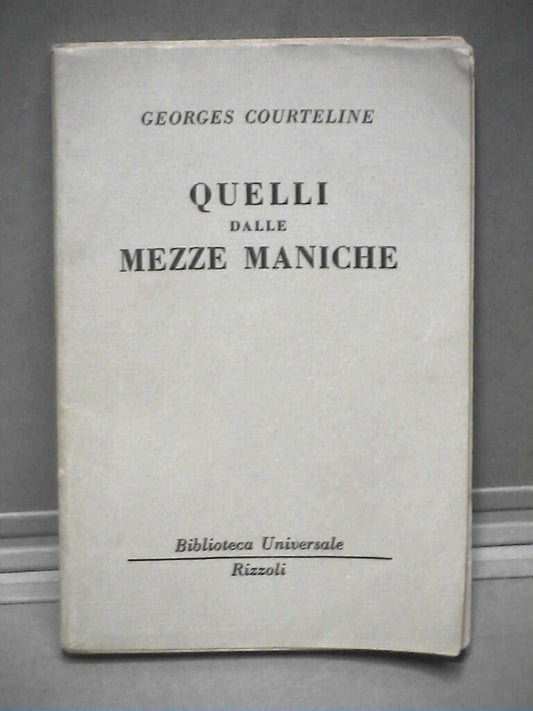 GEORGES COURTELINE
QUELLI
DALLE
MEZZE MANICHE
Biblioteca Universale
Rizzoli